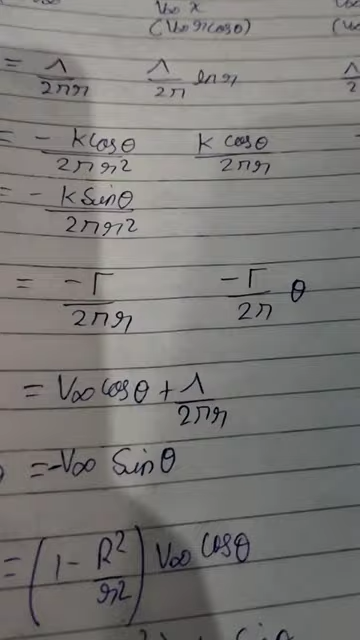 V∞ x
(V∞ r cosθ) (V∞
= Λ/2πr Λ/2π ln r Λ/2
= - K cosθ/2πr² K cosθ/2πr
= - K sinθ/2πr²
= -Γ/2πr -Γ/2π θ
= V∞ cosθ + Λ/2πr
) = -V∞ Sinθ
= (1 - R²/r²) V∞ cosθ